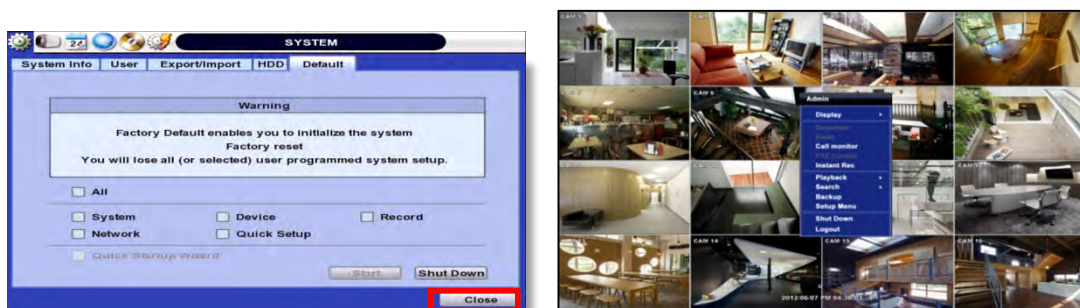 24
SYSTEM
System Info User Export/Import HDD Default
Warning
Factory Default enables you to initialize the system
Factory reset
You will lose all (or selected) user programmed system setup.
All
System Device Record
Network Quick Setup
Quick Startup Wizard
Start Shut Down
Close
CAM 1
CAM 6
Admin
Display
Call monitor
Instant Rec
Playback
Search
Backup
Setup Menu
Shut Down
Logout
CAM 14 CAM 15 CAM 16
2012/06/07 PM